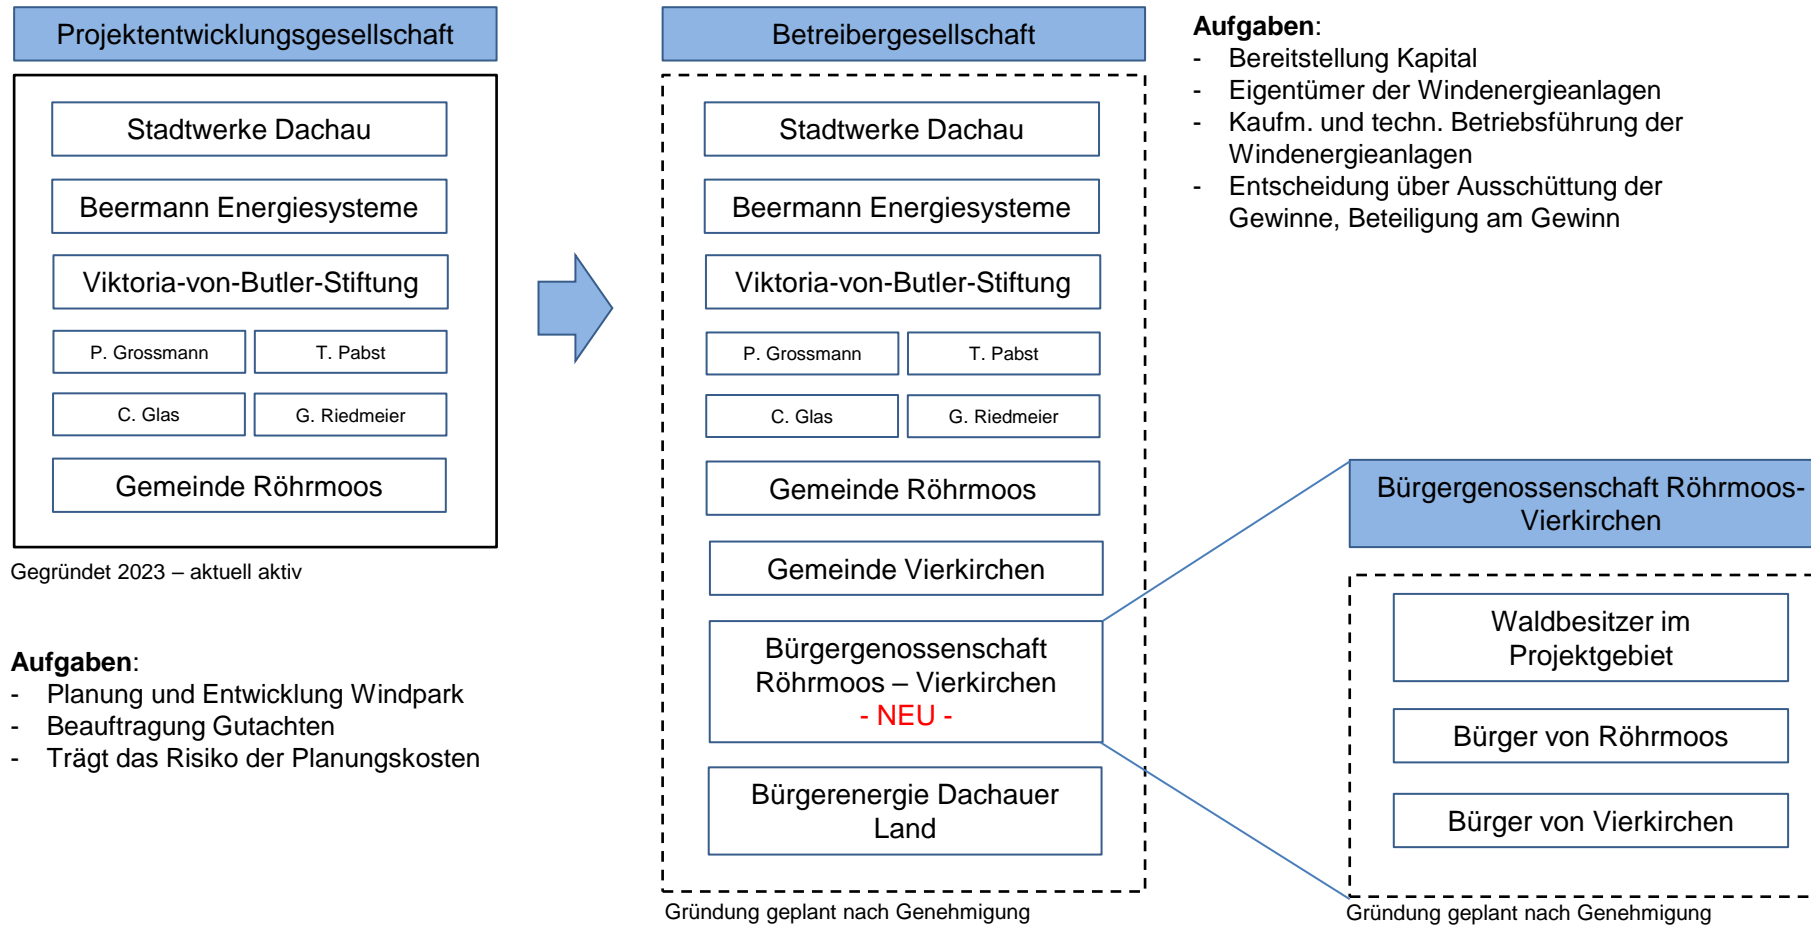 Projektentwicklungsgesellschaft
Stadtwerke Dachau
Beermann Energiesysteme
Viktoria-von-Butler-Stiftung
P. Grossmann
T. Pabst
C. Glas
G. Riedmeier
Gemeinde Röhrmoos
Gegründet 2023 – aktuell aktiv
Aufgaben:
- Planung und Entwicklung Windpark
- Beauftragung Gutachten
- Trägt das Risiko der Planungskosten
Betreibergesellschaft
Stadtwerke Dachau
Beermann Energiesysteme
Viktoria-von-Butler-Stiftung
P. Grossmann
T. Pabst
C. Glas
G. Riedmeier
Gemeinde Röhrmoos
Gemeinde Vierkirchen
Bürgergenossenschaft
Röhrmoos – Vierkirchen
- NEU -
Bürgerenergie Dachauer
Land
Gründung geplant nach Genehmigung
Aufgaben:
- Bereitstellung Kapital
- Eigentümer der Windenergieanlagen
- Kaufm. und techn. Betriebsführung der
Windenergieanlagen
- Entscheidung über Ausschüttung der
Gewinne, Beteiligung am Gewinn
Bürgergenossenschaft Röhrmoos-
Vierkirchen
Waldbesitzer im
Projektgebiet
Bürger von Röhrmoos
Bürger von Vierkirchen
Gründung geplant nach Genehmigung